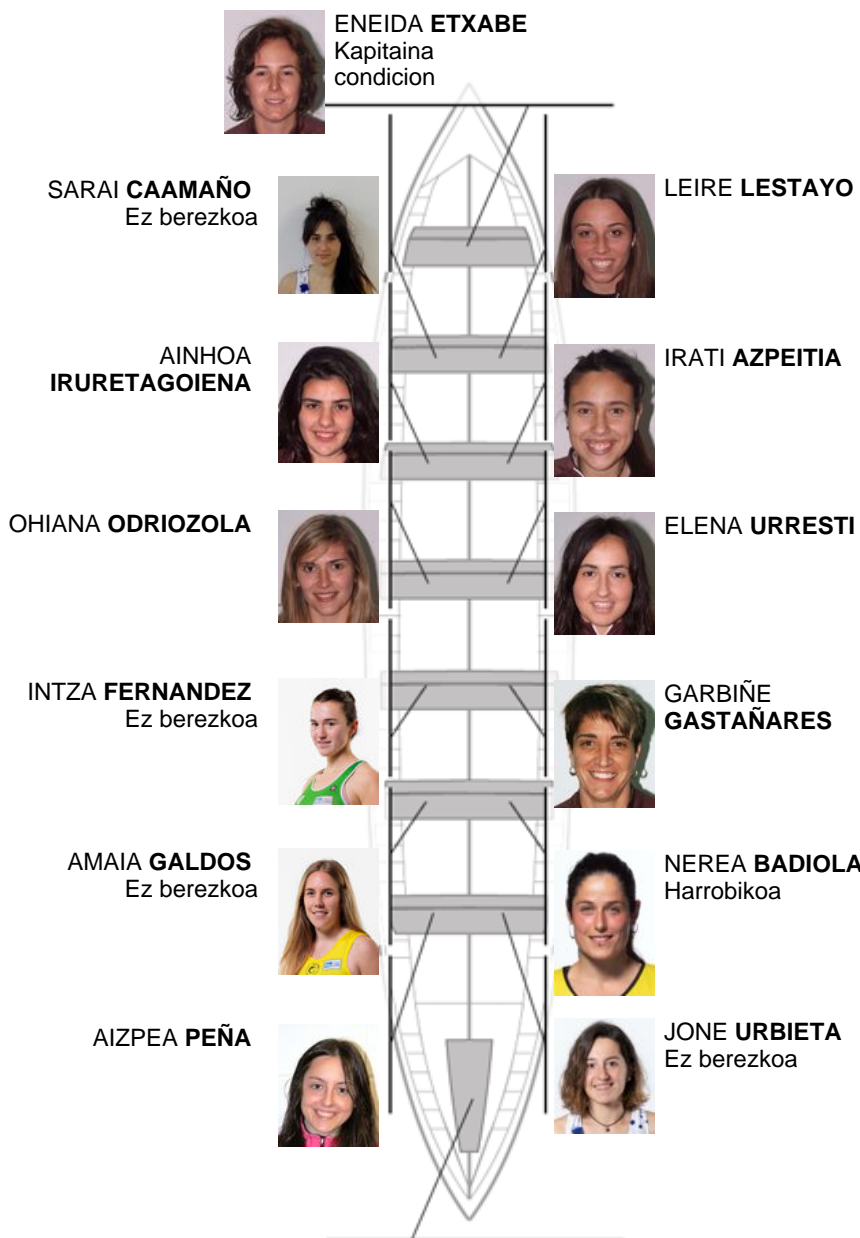 ENEIDA ETXABE
Kapitaina
condicion
SARAI CAAMAÑO
Ez berezkoa
LEIRE LESTAYO
AINHOA
IRURETAGOIENA
IRATI AZPEITIA
OHIANA ODRIOZOLA
ELENA URRESTI
INTZA FERNANDEZ
Ez berezkoa
GARBIÑE
GASTAÑARES
AMAIA GALDOS
Ez berezkoa
NEREA BADIOLA
Harrobikoa
AIZPEA PEÑA
JONE URBIETA
Ez berezkoa